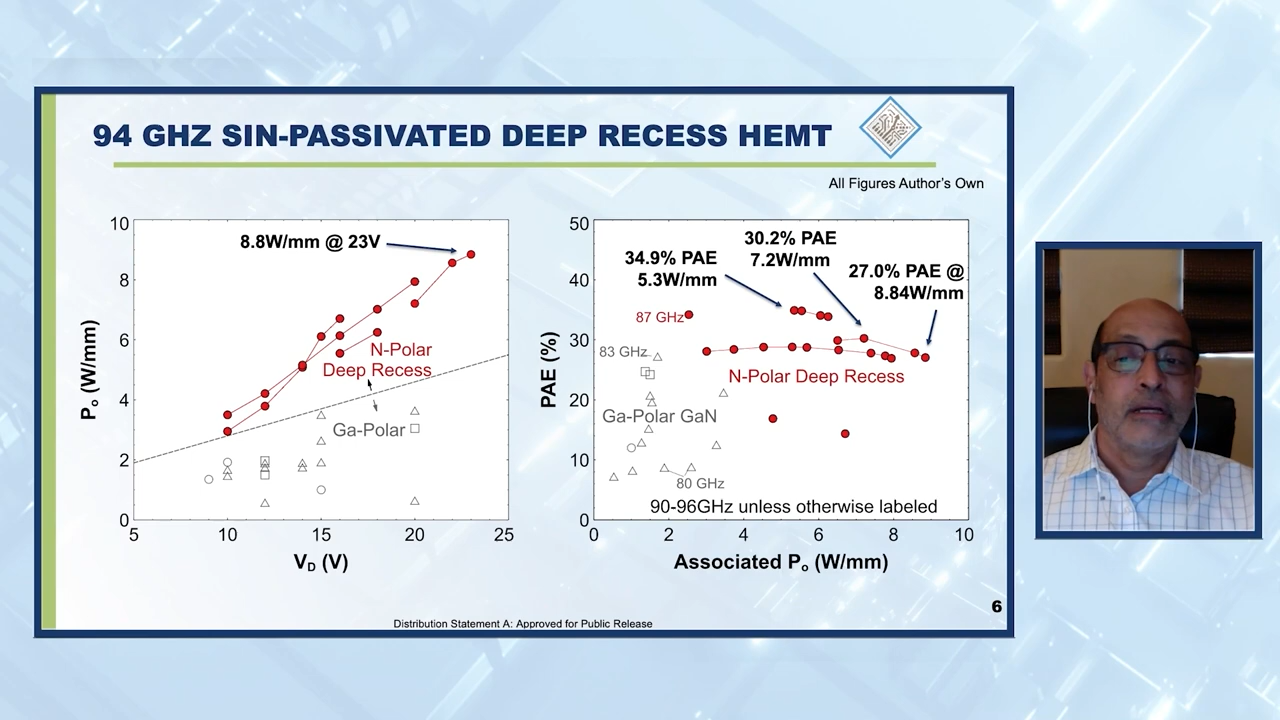 94 GHZ SIN-PASSIVATED DEEP RECESS HEMT
All Figures Author's Own
10
8
6
4
2
0
5
10
15
20
25
Po (W/mm)
VD (V)
8.8W/mm @ 23V
N-Polar
Deep Recess
Ga-Polar
50
40
30
20
10
0
0
2
4
6
8
10
PAE (%)
Associated Po (W/mm)
34.9% PAE
5.3W/mm
30.2% PAE
7.2W/mm
27.0% PAE @
8.84W/mm
87 GHz
83 GHz
N-Polar Deep Recess
Ga-Polar GaN
80 GHz
90-96GHz unless otherwise labeled
6
Distribution Statement A: Approved for Public Release